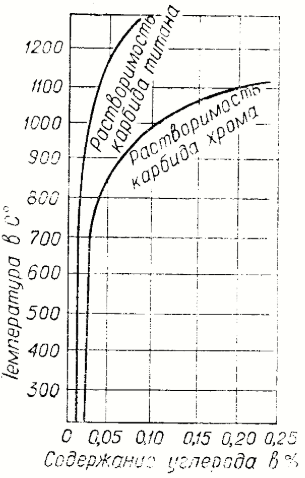 1200
1100
1000
900
800
700
600
500
400
300
Температура в С°
Растворимость
карбида титана
Растворимость
карбида хрома
0 0,05 0,10 0,15 0,20 0,25
Содержание углерода в %